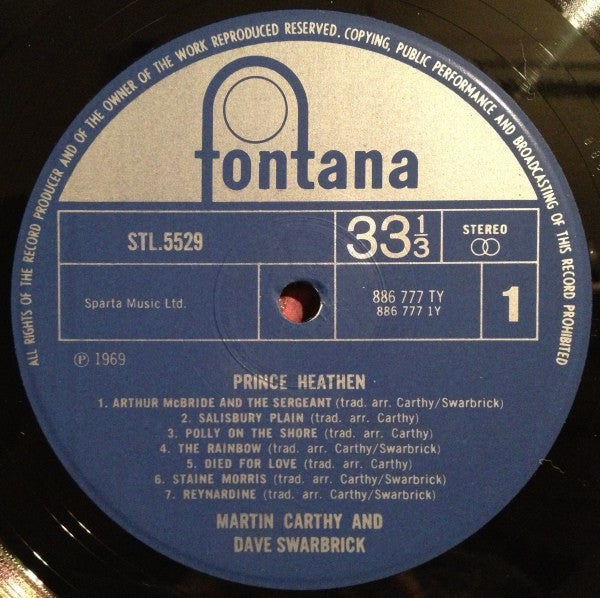 ALL RIGHTS OF THE RECORD PRODUCER AND OF THE OWNER OF THE WORK REPRODUCED RESERVED. COPYING, PUBLIC PERFORMANCE AND BROADCASTING OF THIS RECORD PROHIBITED
fontana
STL.5529
33 1/3
STEREO
Sparta Music Ltd.
886 777 TY
886 777 1Y
1
℗ 1969
PRINCE HEATHEN
1. ARTHUR McBRIDE AND THE SERGEANT (trad. arr. Carthy/Swarbrick)
2. SALISBURY PLAIN (trad. arr. Carthy)
3. POLLY ON THE SHORE (trad. arr. Carthy)
4. THE RAINBOW (trad. arr. Carthy/Swarbrick)
5. DIED FOR LOVE (trad. arr. Carthy)
6. STAINE MORRIS (trad. arr. Carthy/Swarbrick)
7. REYNARDINE (trad. arr. Carthy/Swarbrick)
MARTIN CARTHY AND
DAVE SWARBRICK